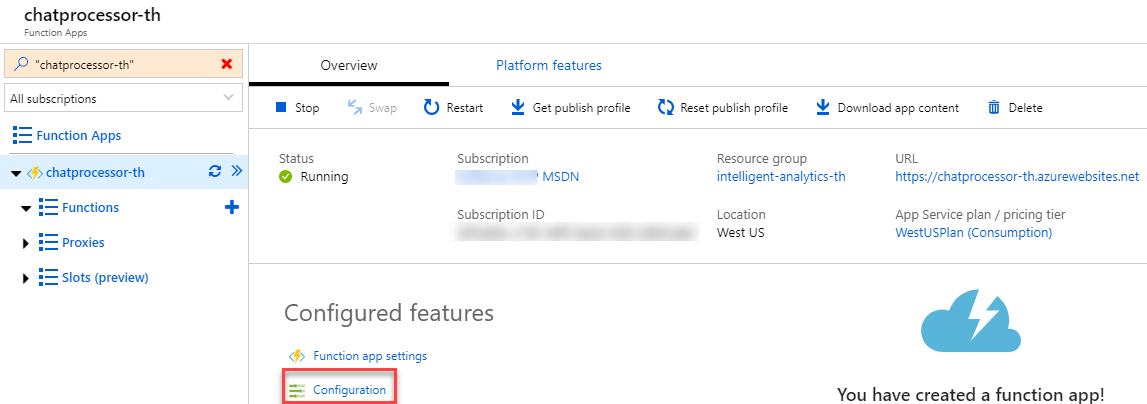 chatprocessor-th
Function Apps
"chatprocessor-th"
All subscriptions
Function Apps
chatprocessor-th
Functions
Proxies
Slots (preview)
Overview
Platform features
Stop
Swap
Restart
Get publish profile
Reset publish profile
Download app content
Delete
Status
Running
Subscription
MSDN
Resource group
intelligent-analytics-th
URL
https://chatprocessor-th.azurewebsites.net
Subscription ID
Location
West US
App Service plan / pricing tier
WestUSPlan (Consumption)
Configured features
Function app settings
Configuration
You have created a function app!